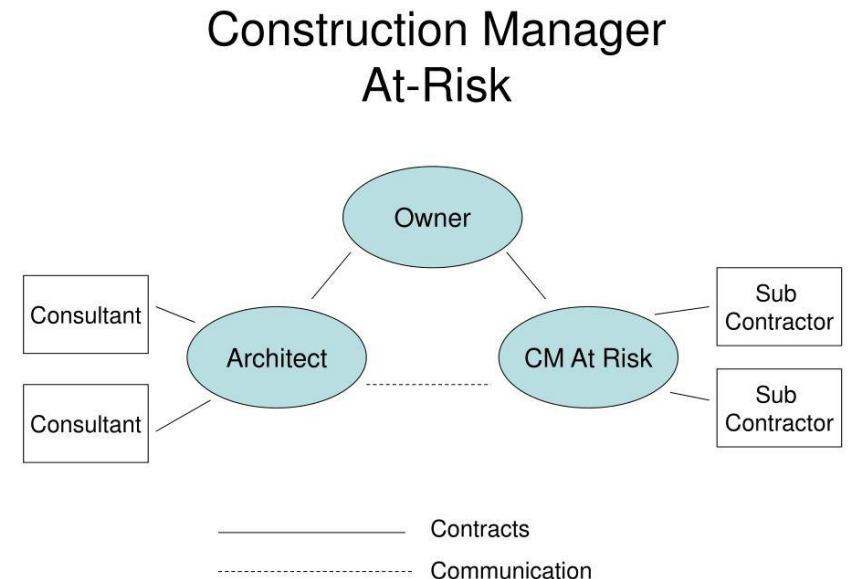 Construction Manager
At-Risk
Owner
Consultant
Architect
CM At Risk
Sub
Contractor
Consultant
Sub
Contractor
Contracts
Communication